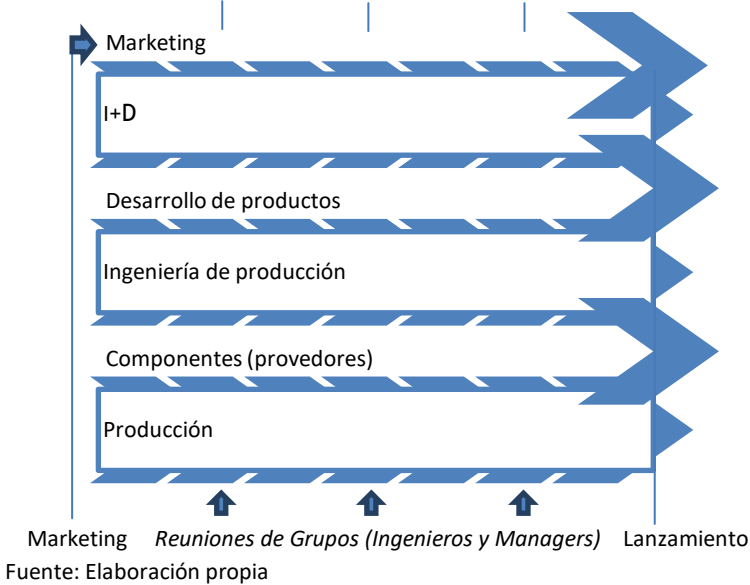 Marketing
I+D
Desarrollo de productos
Ingeniería de producción
Componentes (provedores)
Producción
Marketing Reuniones de Grupos (Ingenieros y Managers) Lanzamiento
Fuente: Elaboración propia